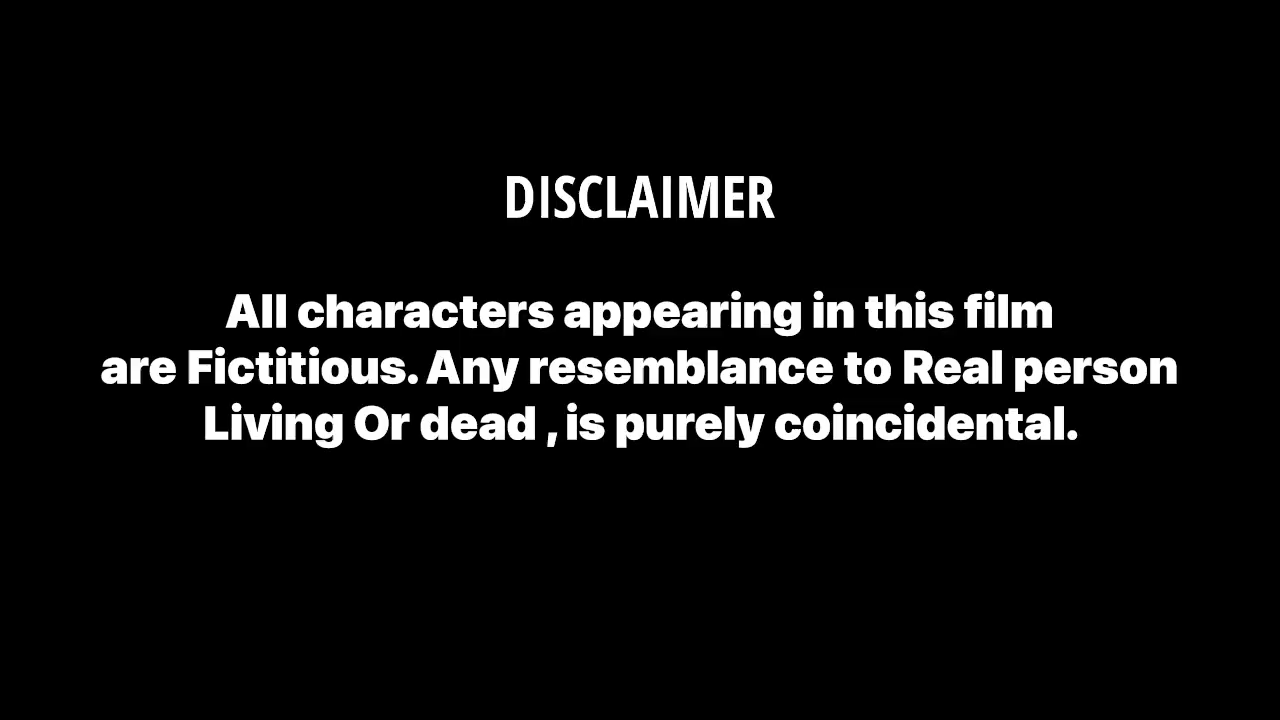 DISCLAIMER
All characters appearing in this film
are Fictitious. Any resemblance to Real person
Living Or dead , is purely coincidental.